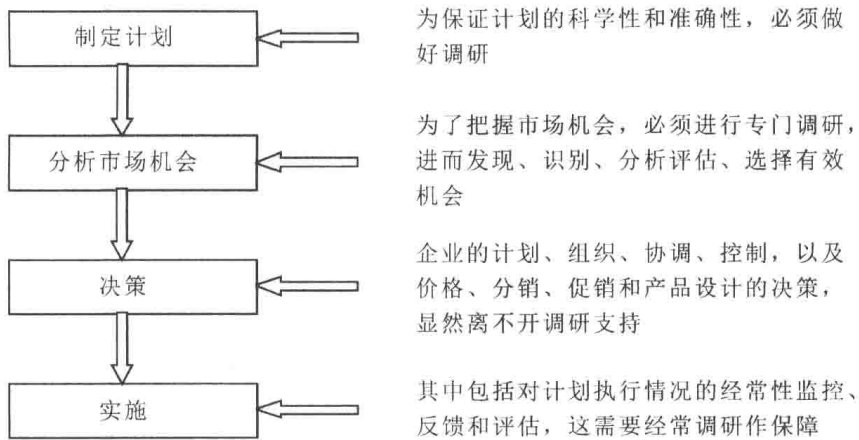 制定计划
为保证计划的科学性和准确性，必须做
好调研
分析市场机会
为了把握市场机会，必须进行专门调研，
进而发现、识别、分析评估、选择有效
机会
决策
企业的计划、组织、协调、控制，以及
价格、分销、促销和产品设计的决策，
显然离不开调研支持
实施
其中包括对计划执行情况的经常性监控、
反馈和评估，这需要经常调研作保障